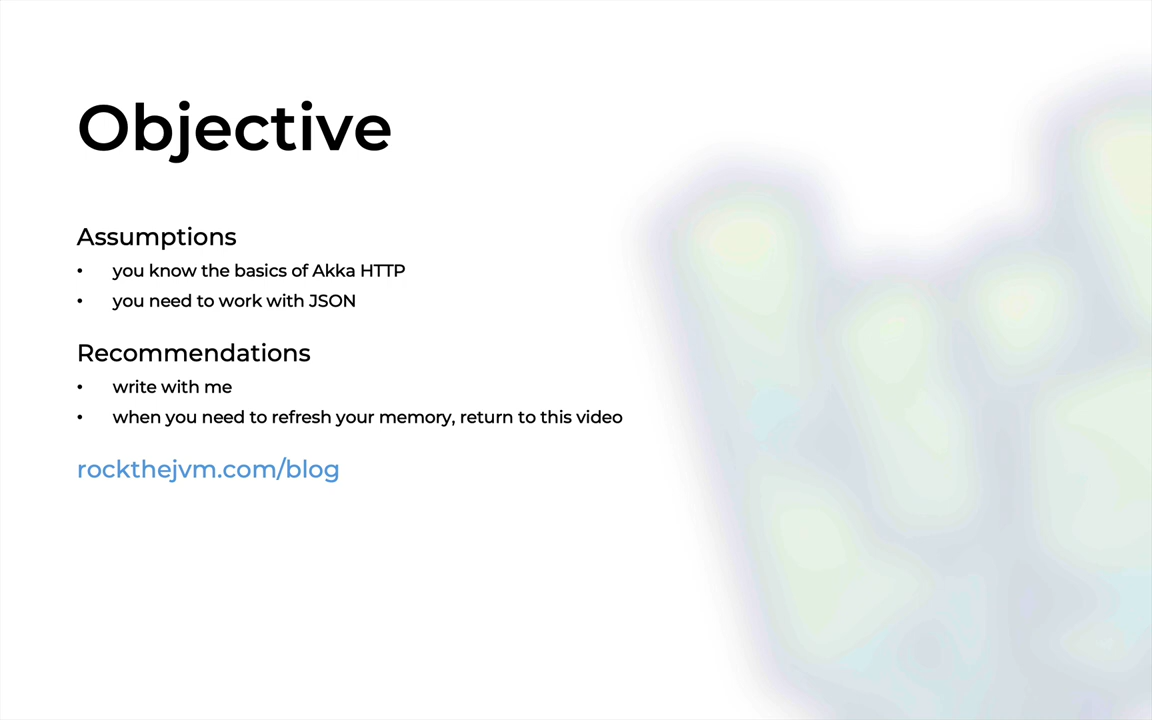 Objective
Assumptions
• you know the basics of Akka HTTP
• you need to work with JSON
Recommendations
• write with me
• when you need to refresh your memory, return to this video
rockthejvm.com/blog